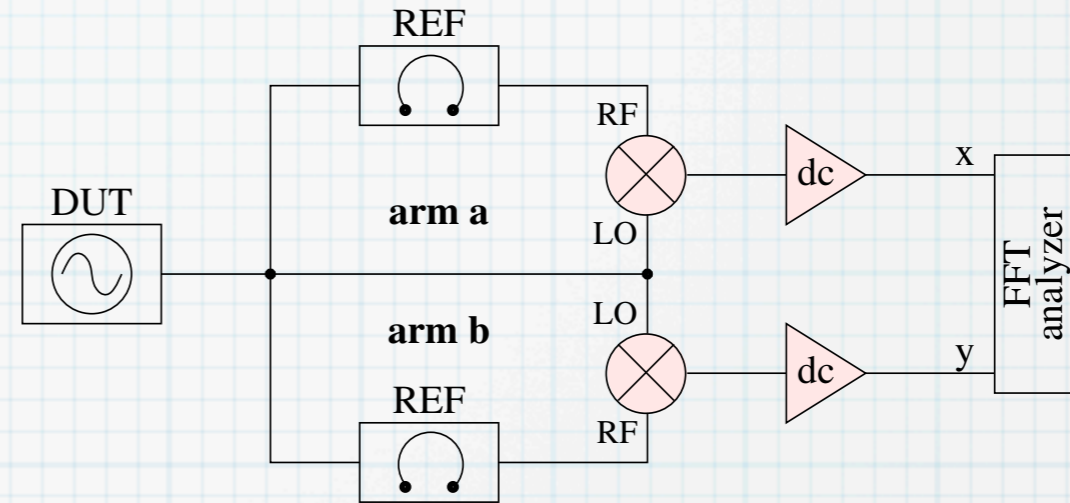 REF
RF
dc
x
DUT
arm a
LO
FFT
analyzer
LO
arm b
dc
y
REF
RF